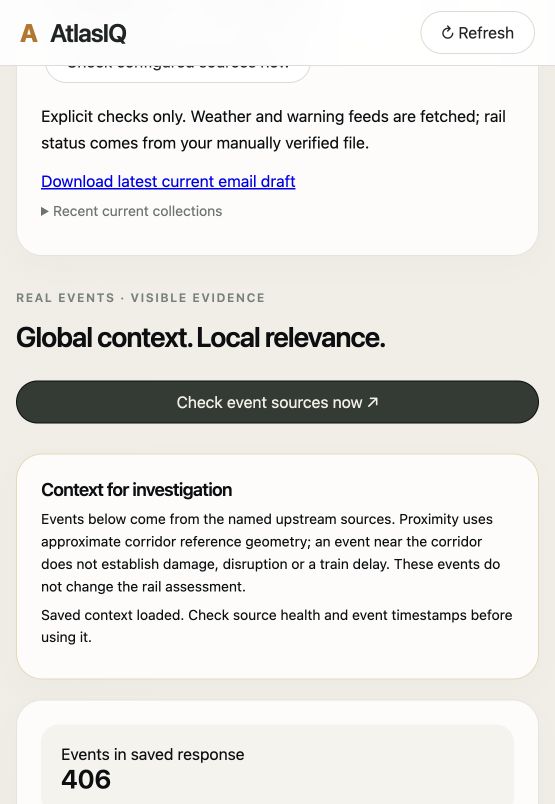 A AtlasIQ
↻ Refresh
Check configured sources now
Explicit checks only. Weather and warning feeds are fetched; rail
status comes from your manually verified file.
Download latest current email draft
▶ Recent current collections
REAL EVENTS · VISIBLE EVIDENCE
Global context. Local relevance.
Check event sources now ↗
Context for investigation
Events below come from the named upstream sources. Proximity uses
approximate corridor reference geometry; an event near the corridor
does not establish damage, disruption or a train delay. These events do
not change the rail assessment.
Saved context loaded. Check source health and event timestamps before
using it.
Events in saved response
406